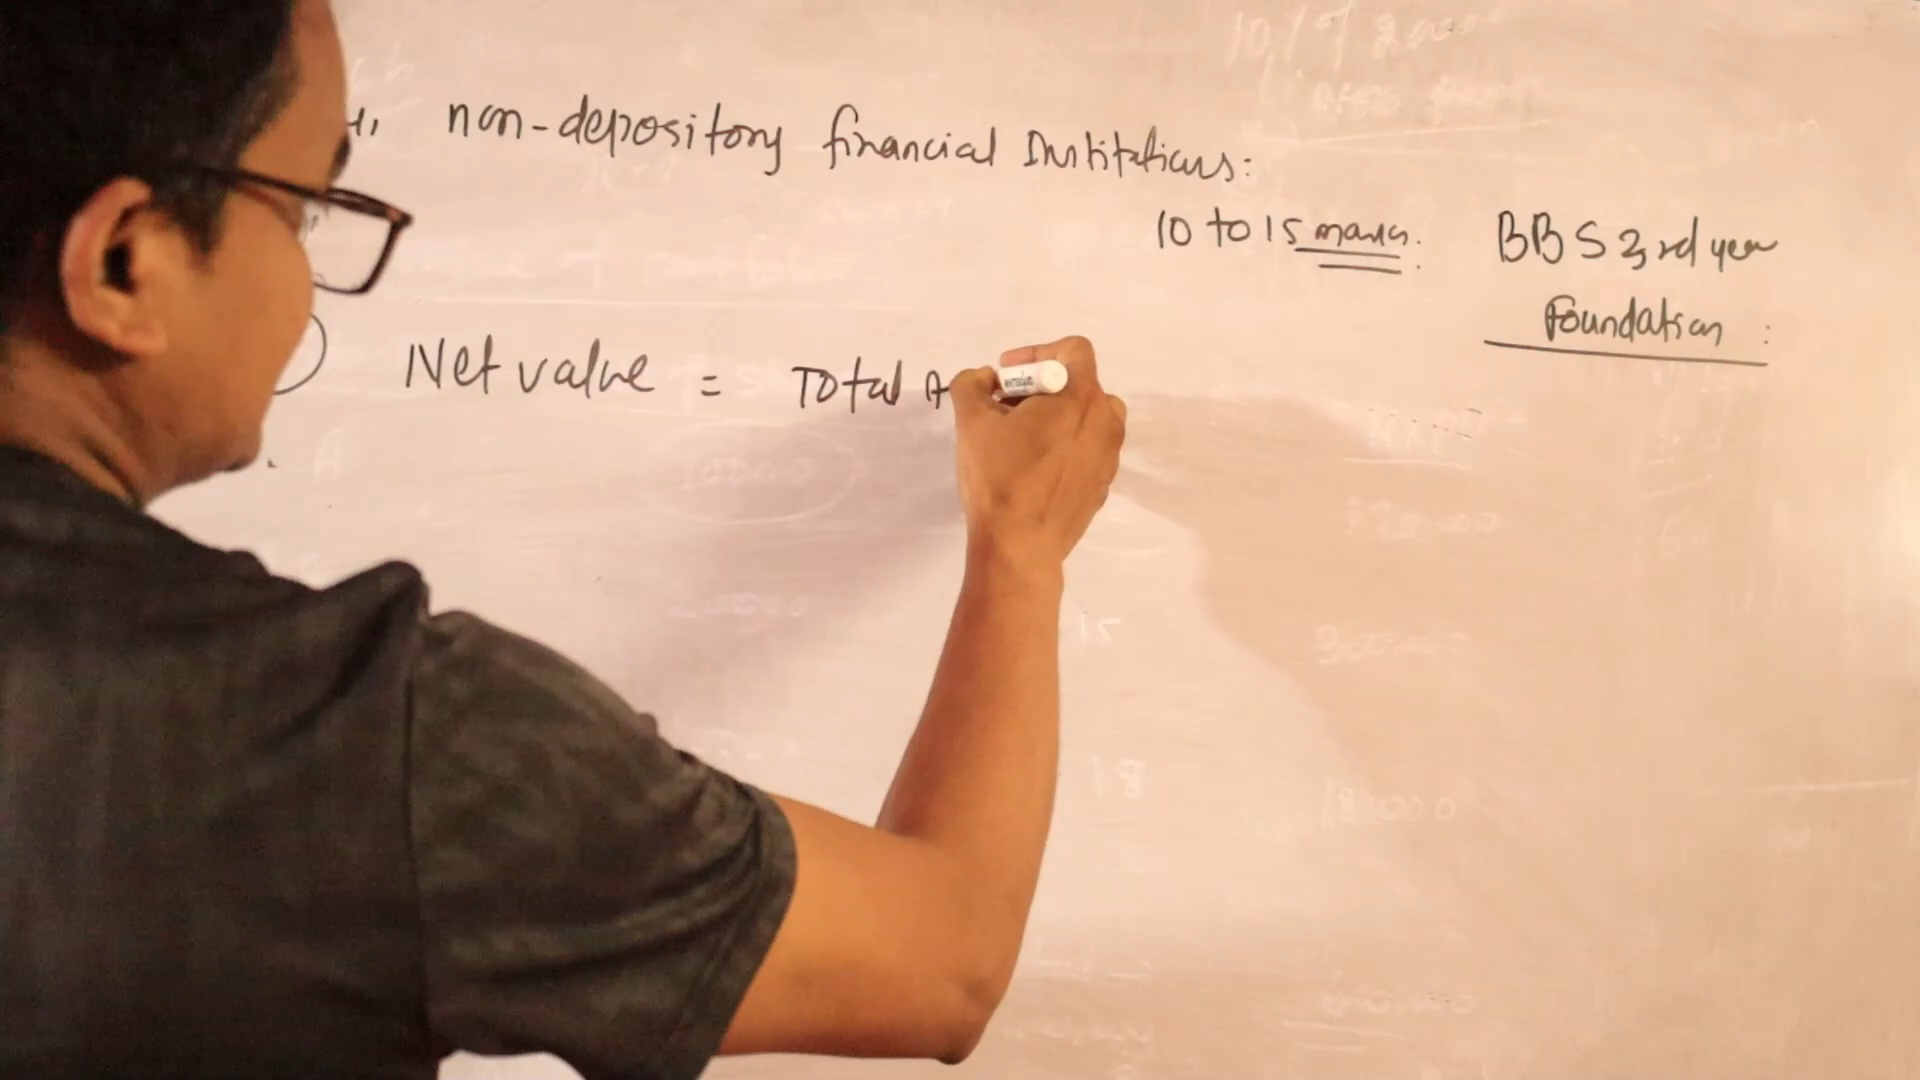 non-depository financial Institutions:
10 to 15 marks.
BBS 3rd year
Foundation :
Net value = Total A